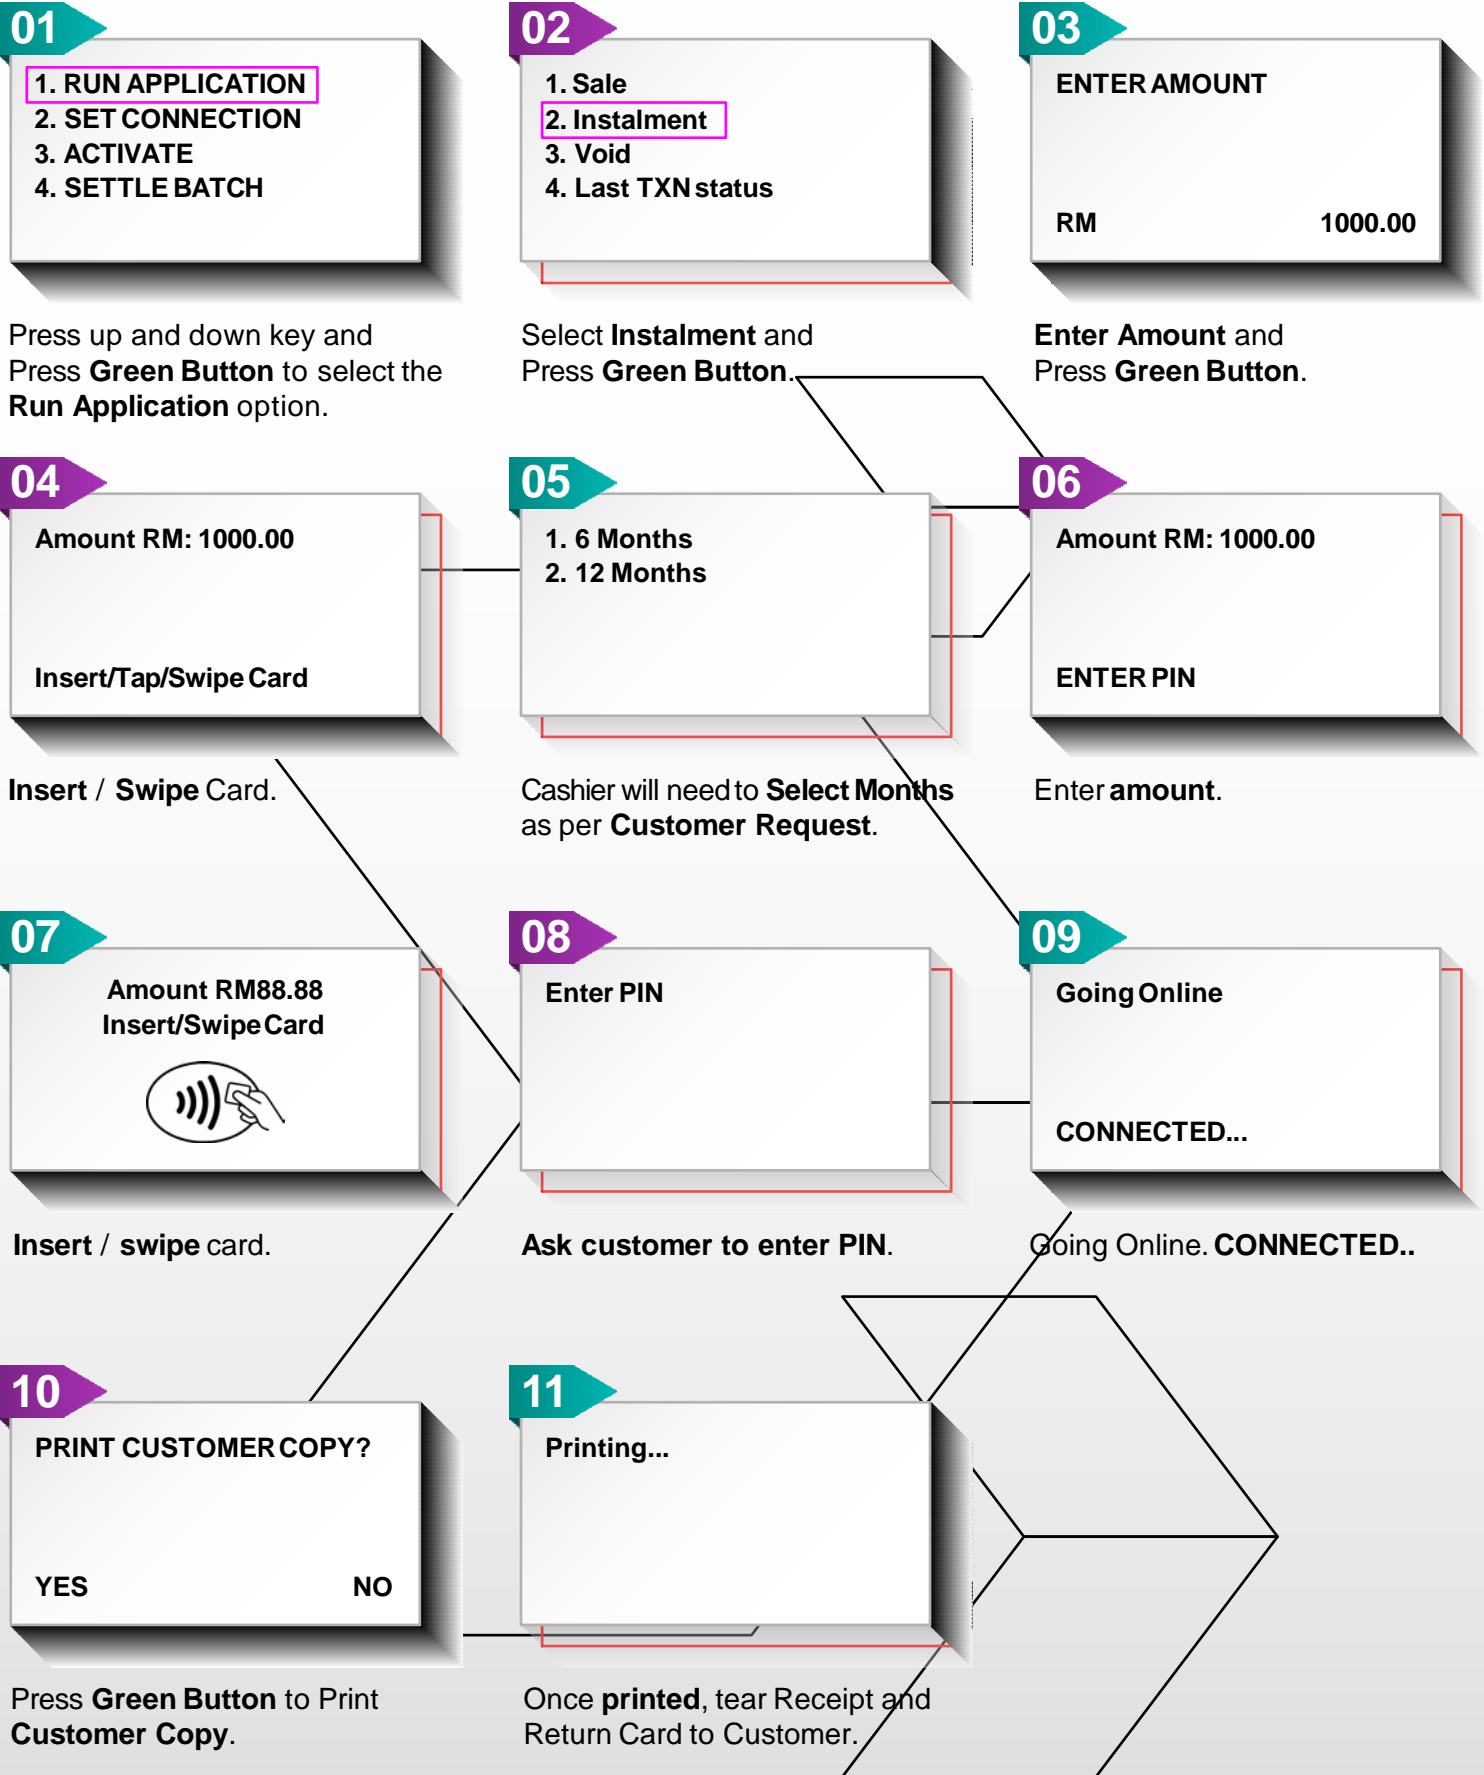 01
1. RUN APPLICATION
2. SET CONNECTION
3. ACTIVATE
4. SETTLE BATCH
Press up and down key and
Press Green Button to select the
Run Application option.
02
1. Sale
2. Instalment
3. Void
4. Last TXN status
Select Instalment and
Press Green Button.
03
ENTER AMOUNT
RM 1000.00
Enter Amount and
Press Green Button.
04
Amount RM: 1000.00
Insert/Tap/Swipe Card
Insert / Swipe Card.
05
1. 6 Months
2. 12 Months
Cashier will need to Select Months
as per Customer Request.
06
Amount RM: 1000.00
ENTER PIN
Enter amount.
07
Amount RM88.88
Insert/Swipe Card
Insert / swipe card.
08
Enter PIN
Ask customer to enter PIN.
09
Going Online
CONNECTED...
Going Online. CONNECTED..
10
PRINT CUSTOMER COPY?
YES NO
Press Green Button to Print
Customer Copy.
11
Printing...
Once printed, tear Receipt and
Return Card to Customer.